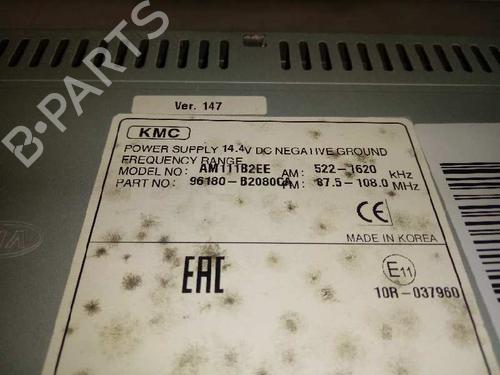 B-PARTS
Ver. 147
KMC
POWER SUPPLY 14.4V DC NEGATIVE GROUND
FREQUENCY RANGE
MODEL NO: AM111B2EE AM: 522-1620 kHz
PART NO: 96180-B2080CA FM: 87.5-108.0 MHz
CE
MADE IN KOREA
EAC
E11
10R-037960